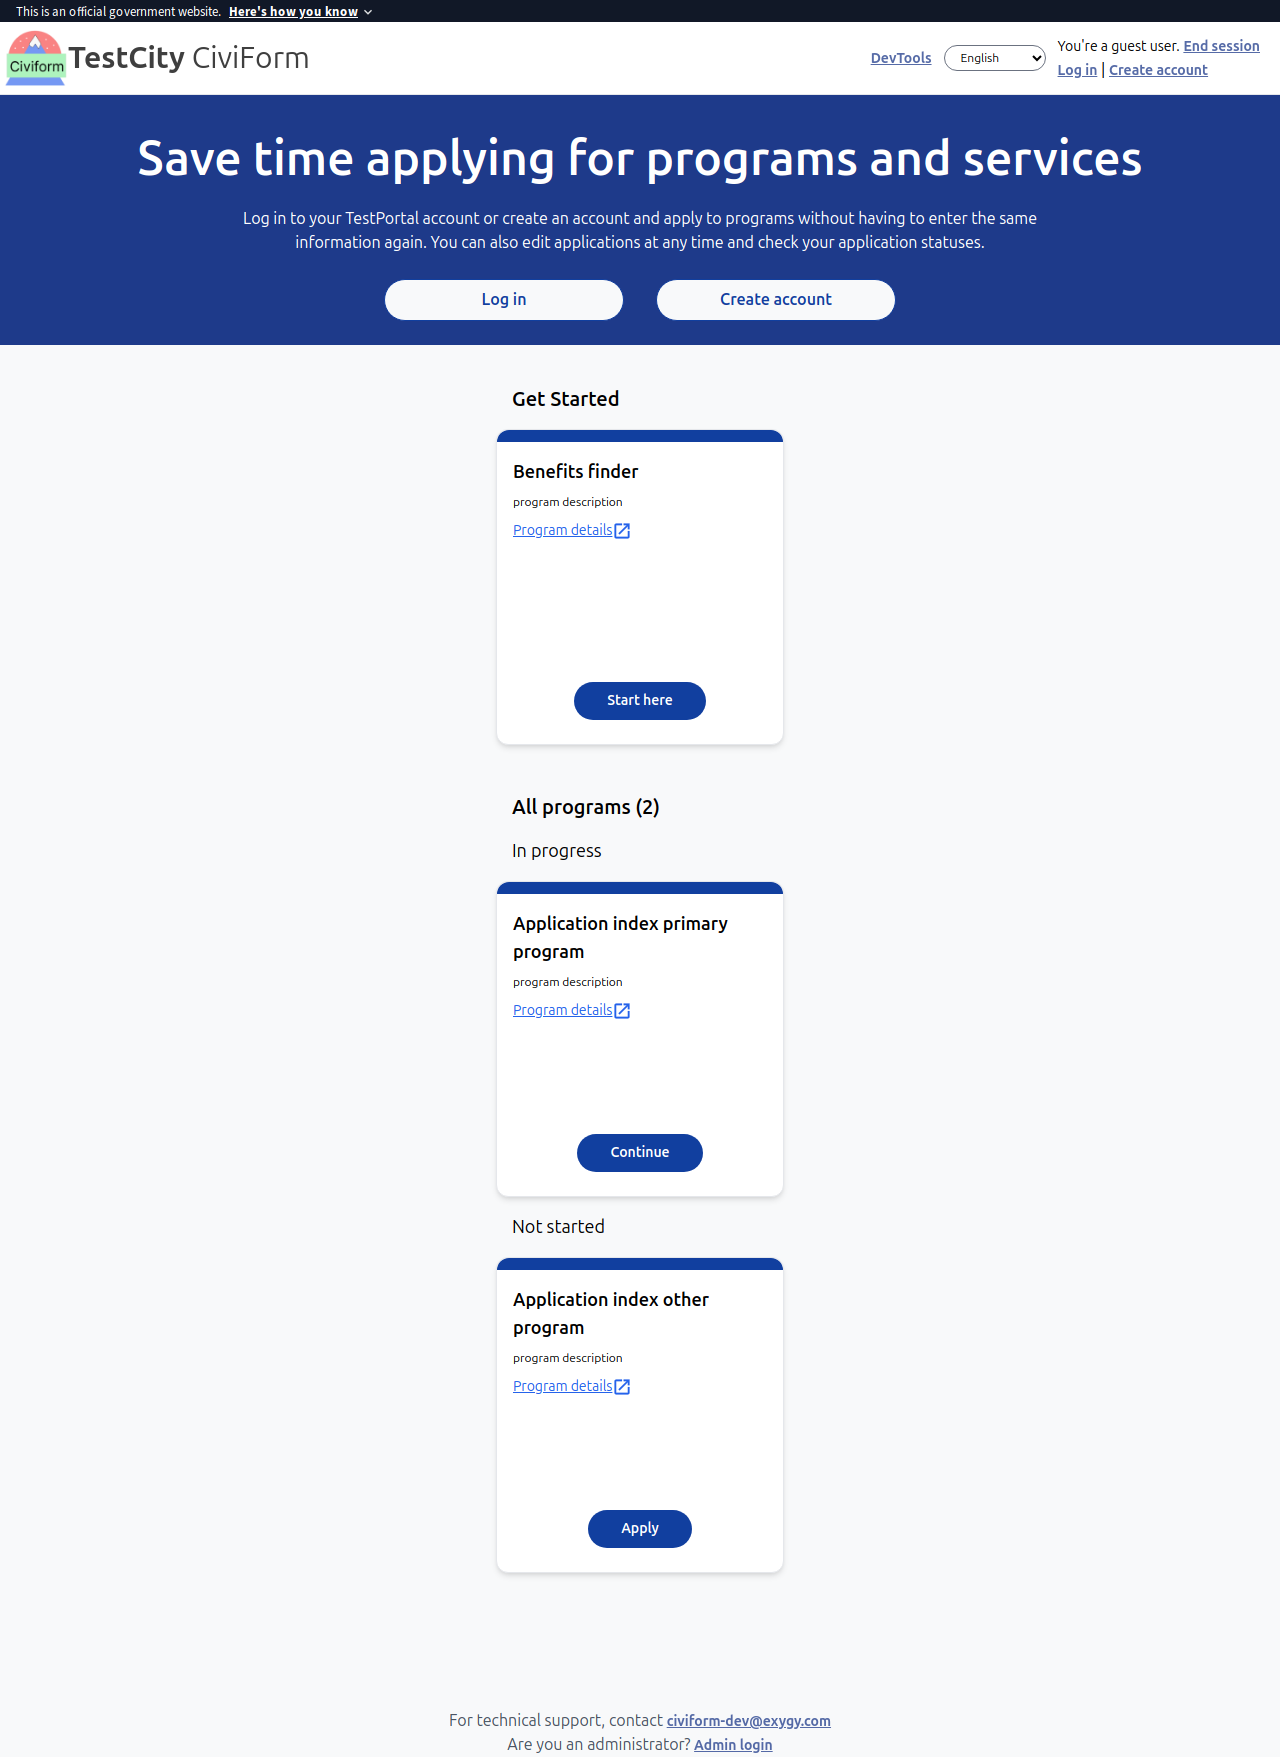 This is an official government website. Here's how you know
Civiform
TestCity CiviForm
DevTools
English
You're a guest user. End session
Log in | Create account
Save time applying for programs and services
Log in to your TestPortal account or create an account and apply to programs without having to enter the same
information again. You can also edit applications at any time and check your application statuses.
Log in
Create account
Get Started
Benefits finder
program description
Program details
Start here
All programs (2)
In progress
Application index primary
program
program description
Program details
Continue
Not started
Application index other
program
program description
Program details
Apply
For technical support, contact civiform-dev@exygy.com
Are you an administrator? Admin login